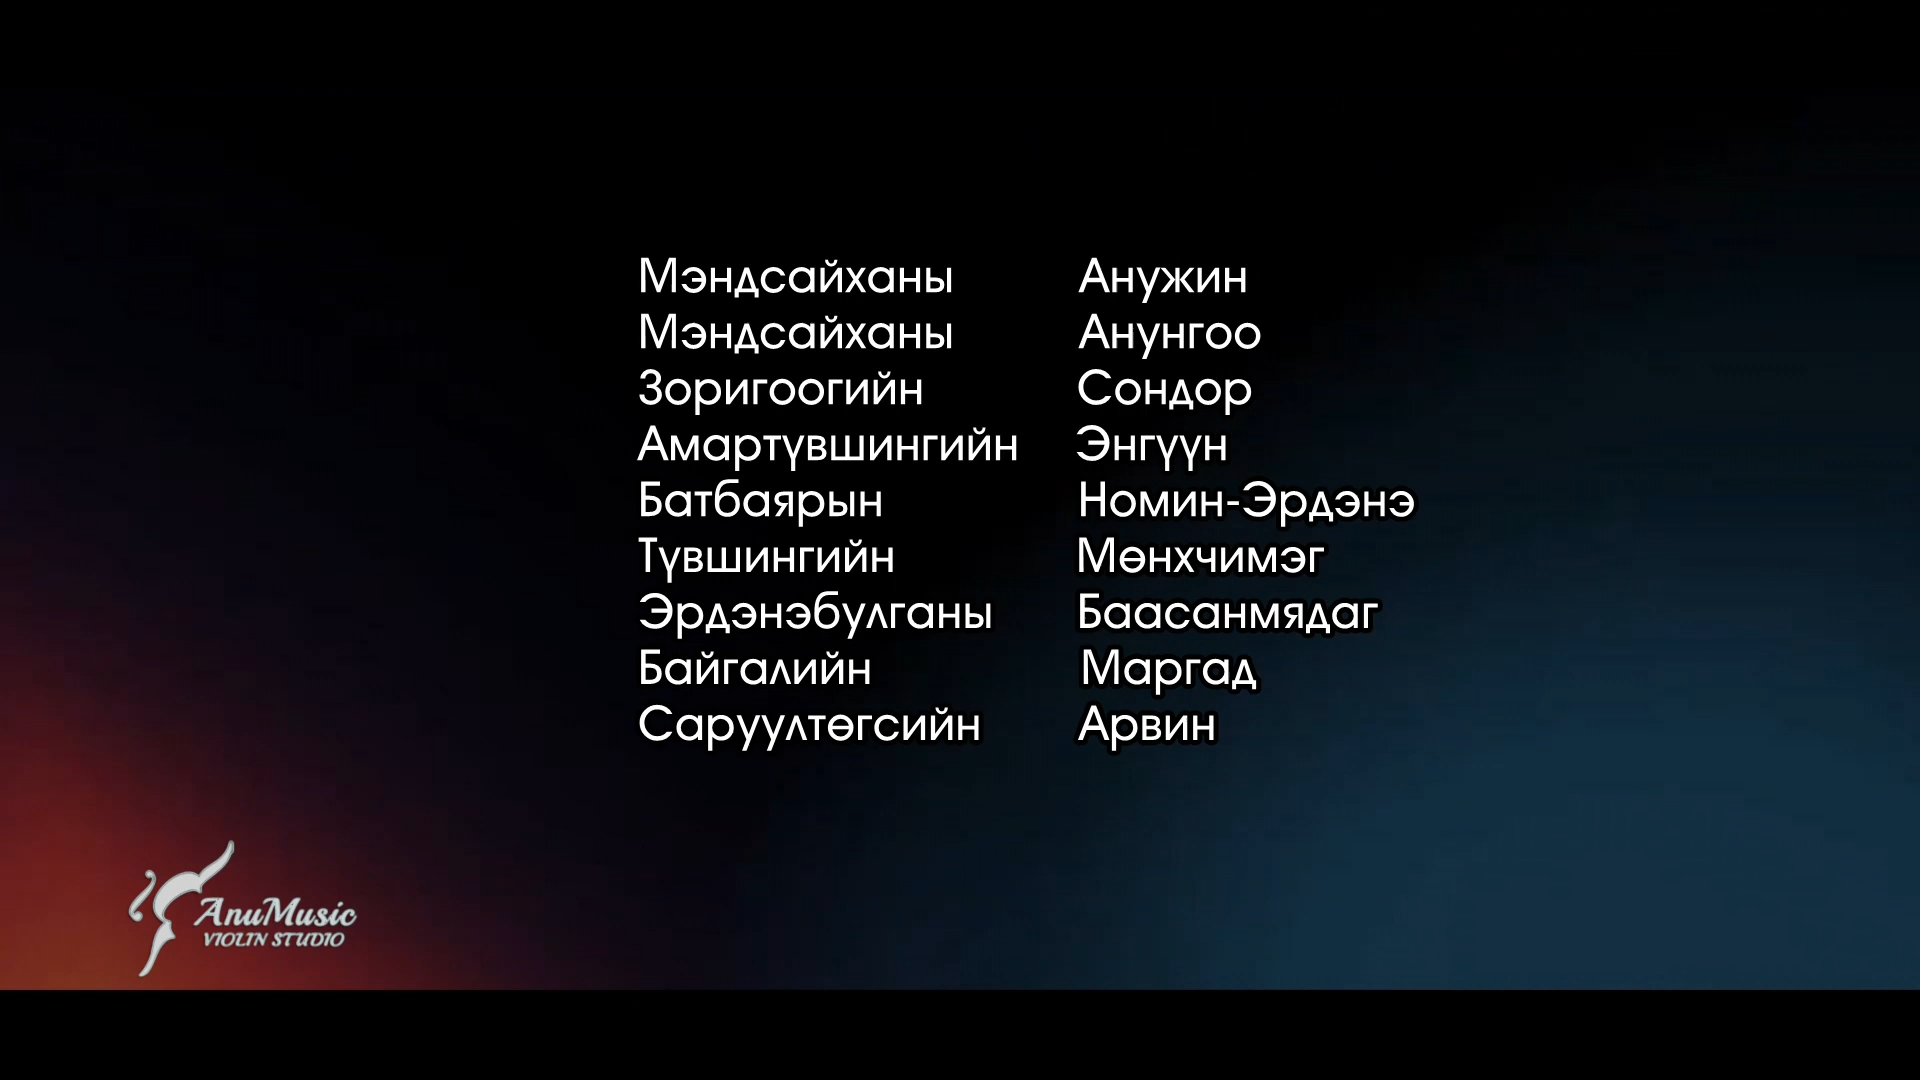 Мэндсайханы Анужин
Мэндсайханы Анунгоо
Зоригоогийн Сондор
Амартүвшингийн Энгүүн
Батбаярын Номин-Эрдэнэ
Түвшингийн Мөнхчимэг
Эрдэнэбулганы Баасанмядаг
Байгалийн Маргад
Саруултөгсийн Арвин
AnuMusic
VIOLIN STUDIO